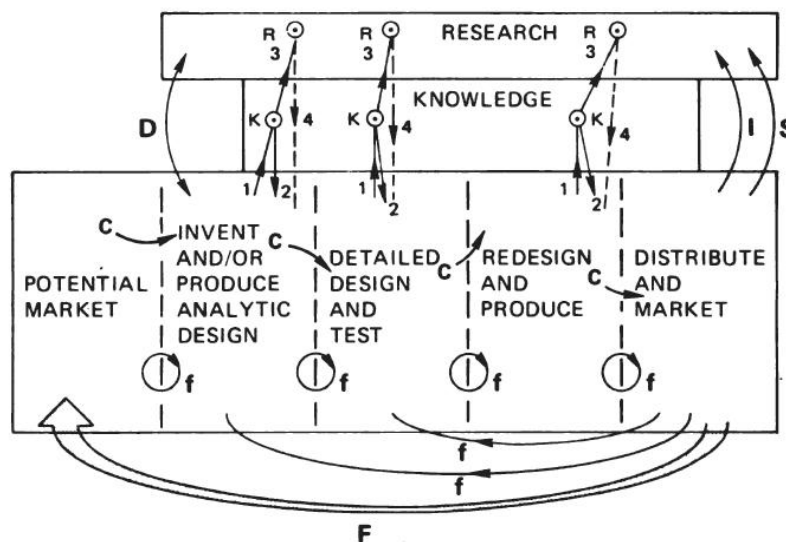 R
3
R
3
RESEARCH
R
3
KNOWLEDGE
D
K
4
K
4
K
4
I
S
1
2
1
2
1
2
C
C
C
C
POTENTIAL
MARKET
INVENT
AND/OR
PRODUCE
ANALYTIC
DESIGN
DETAILED
DESIGN
AND
TEST
REDESIGN
AND
PRODUCE
DISTRIBUTE
AND
MARKET
f
f
f
f
f
f
F